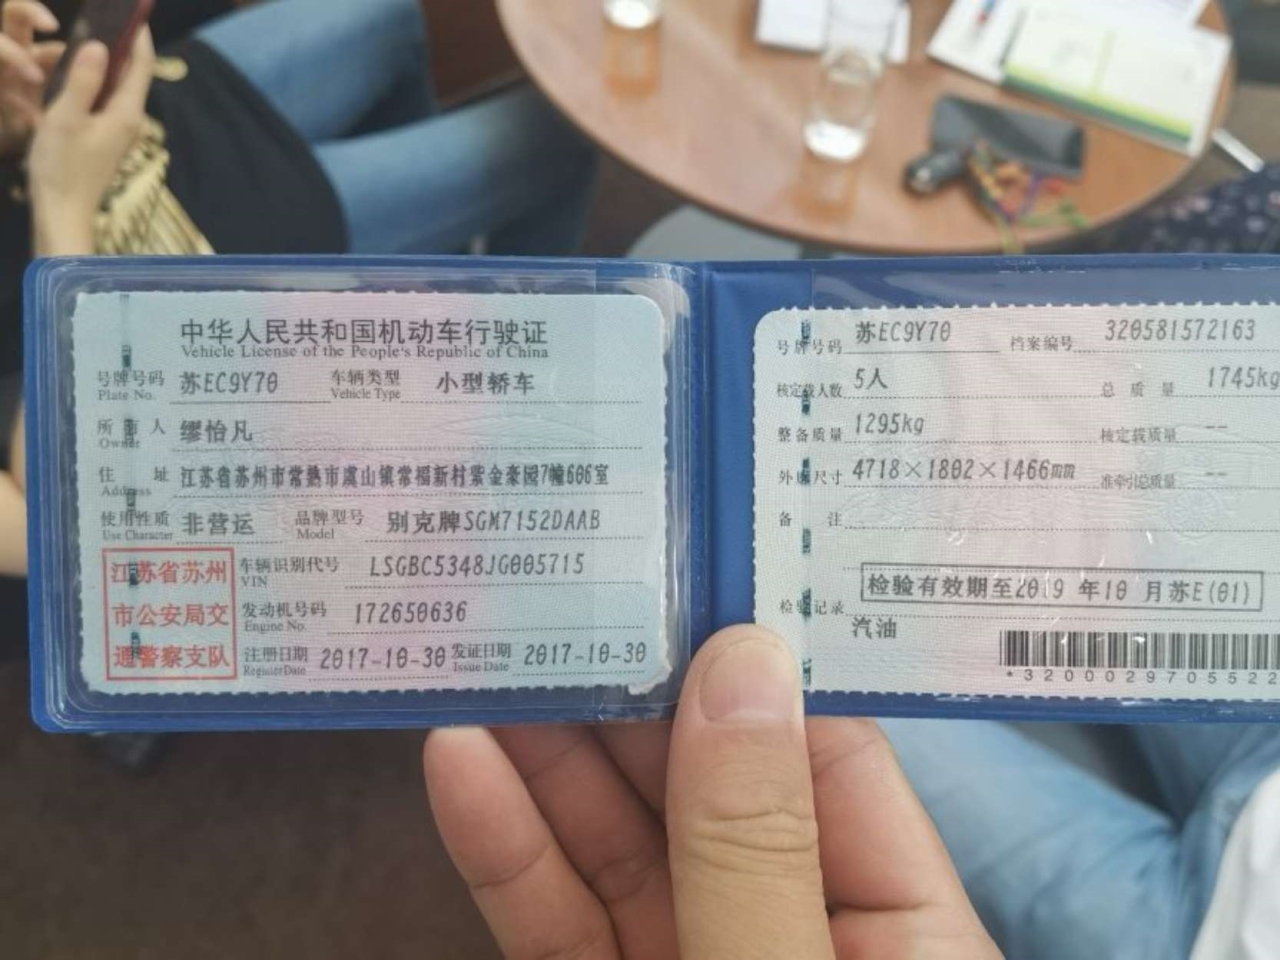 中华人民共和国机动车行驶证
Vehicle License of the People's Republic of China
号牌号码 苏EC9Y70 车辆类型 小型轿车
Plate No. Vehicle Type
所有人 缪怡凡
Owner
住址 江苏省苏州市常熟市虞山镇常福新村紫金豪园7幢606室
Address
使用性质 非营运 品牌型号 别克牌SGM7152DAAB
Use Character Model
江苏省苏州
市公安局交
通警察支队
车辆识别代号 LSGBC5348JG005715
VIN
发动机号码 172650636
Engine No.
注册日期 2017-10-30 发证日期 2017-10-30
Register Date Issue Date
号牌号码 苏EC9Y70 档案编号 320581572163
核定载人数 5人 总质量 1745kg
整备质量 1295kg 核定载质量 --
外廓尺寸 4718×1802×1466mm 准牵引总质量 --
备注
检验有效期至2019年10月苏E(01)
检验记录
汽油
*3200029705522